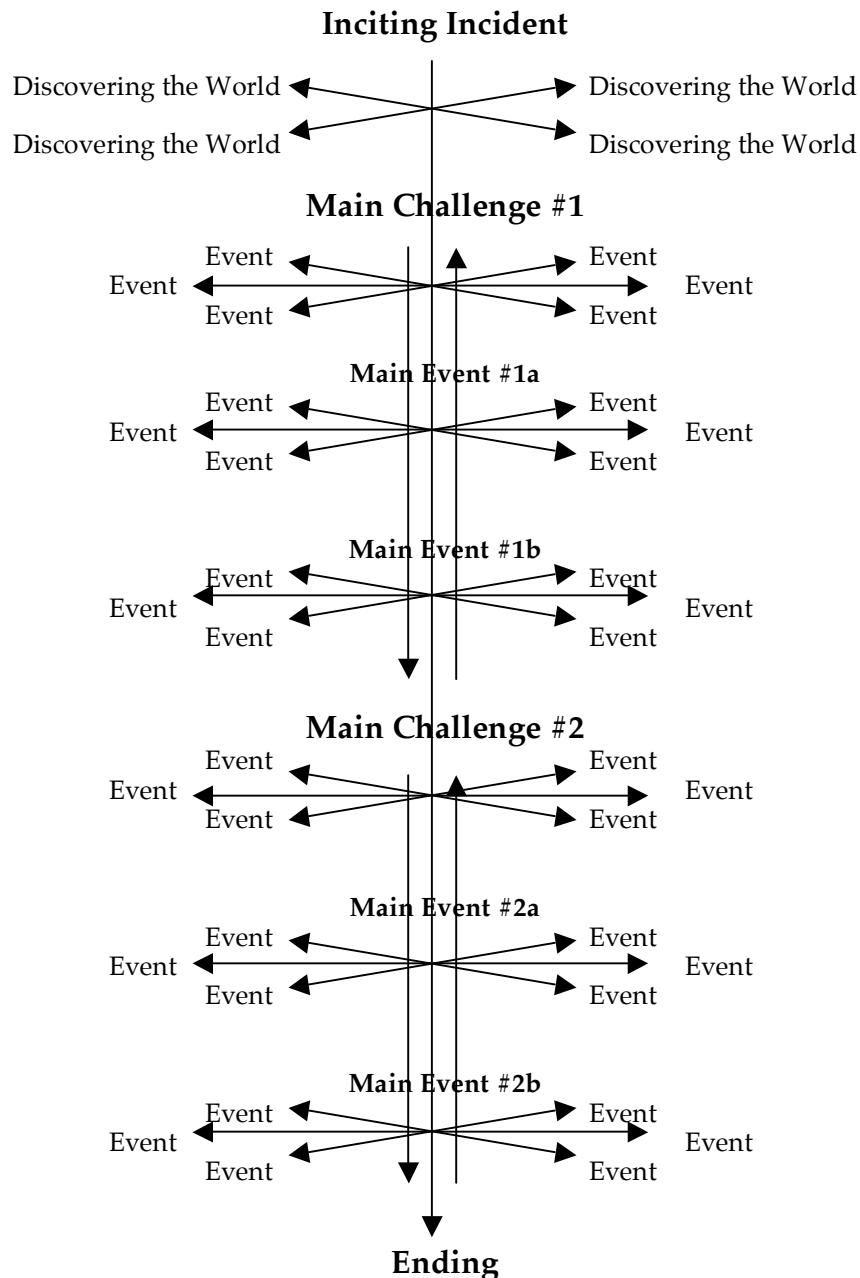 Inciting Incident
Discovering the World Discovering the World
Discovering the World Discovering the World
Main Challenge #1
Event Event
Event Event
Event Event
Main Event #1a
Event Event
Event Event
Event Event
Main Event #1b
Event Event
Event Event
Event Event
Main Challenge #2
Event Event
Event Event
Event Event
Main Event #2a
Event Event
Event Event
Event Event
Main Event #2b
Event Event
Event Event
Event Event
Ending